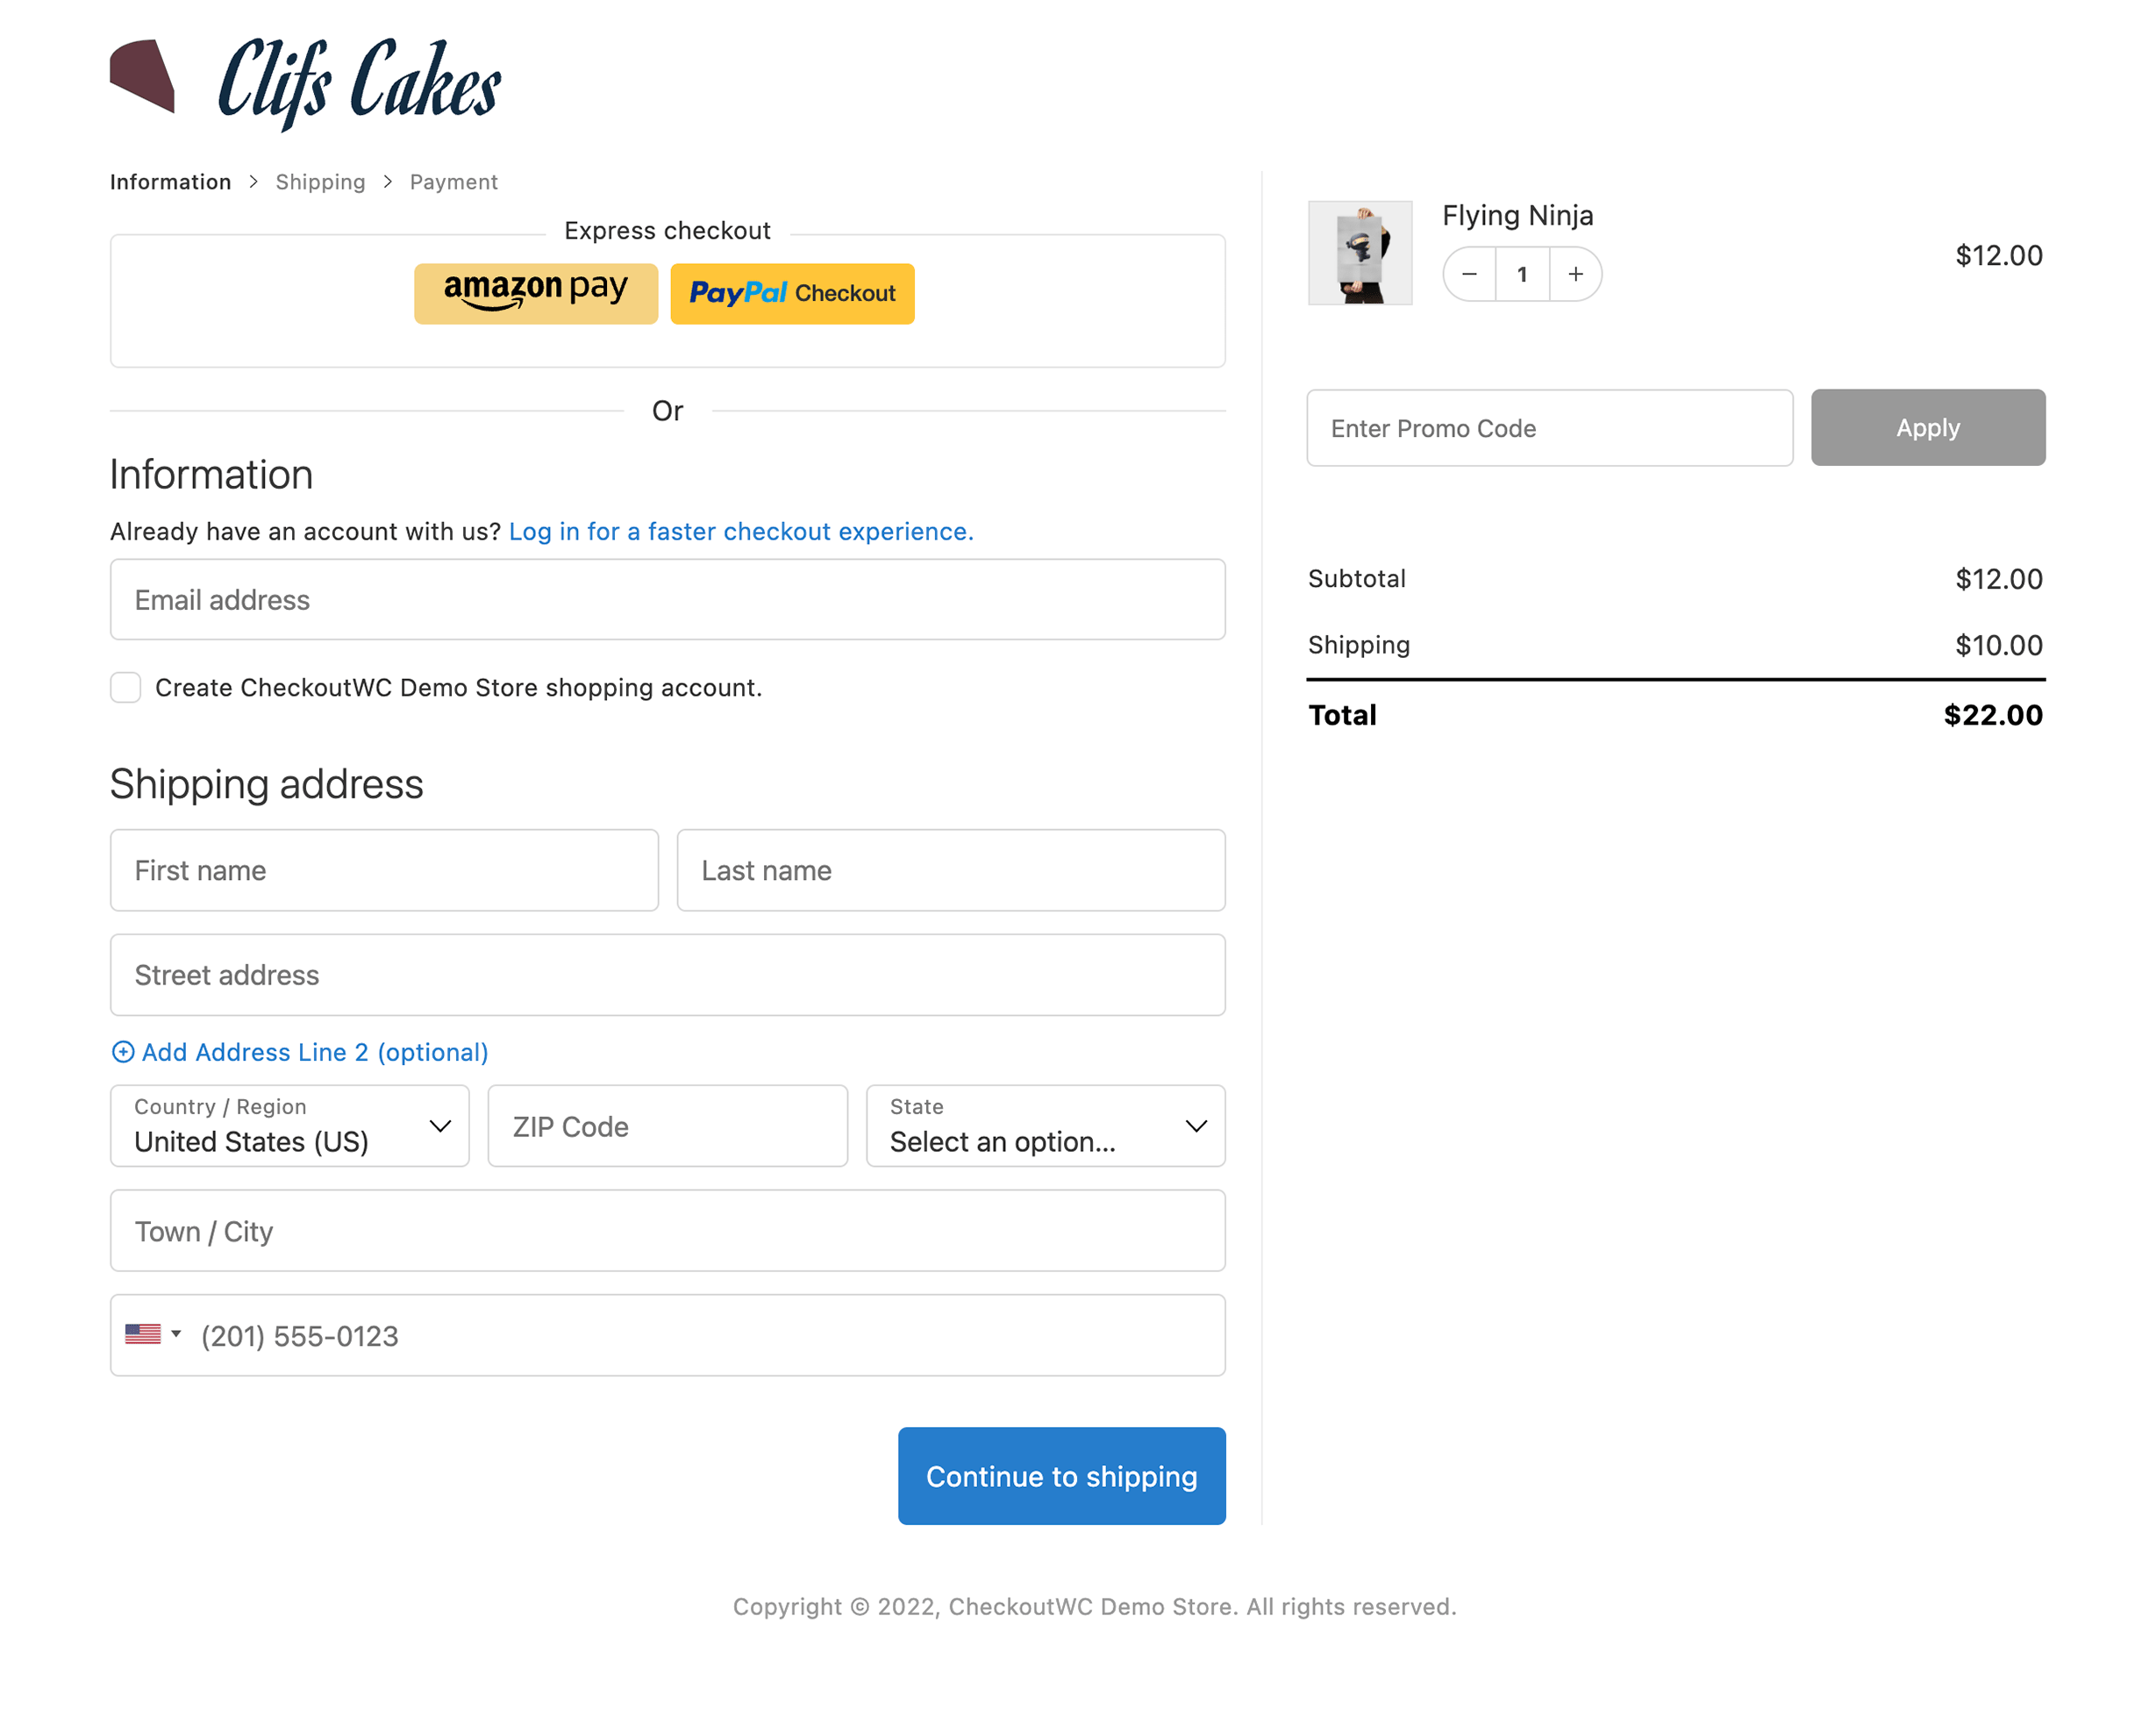 Clifs Cakes
Information > Shipping > Payment
Express checkout
amazon pay
PayPal Checkout
Or
Information
Already have an account with us? Log in for a faster checkout experience.
Email address
Create CheckoutWC Demo Store shopping account.
Shipping address
First name
Last name
Street address
Add Address Line 2 (optional)
Country / Region
United States (US)
ZIP Code
State
Select an option...
Town / City
(201) 555-0123
Continue to shipping
Flying Ninja
1
$12.00
Enter Promo Code
Apply
Subtotal $12.00
Shipping $10.00
Total $22.00
Copyright © 2022, CheckoutWC Demo Store. All rights reserved.